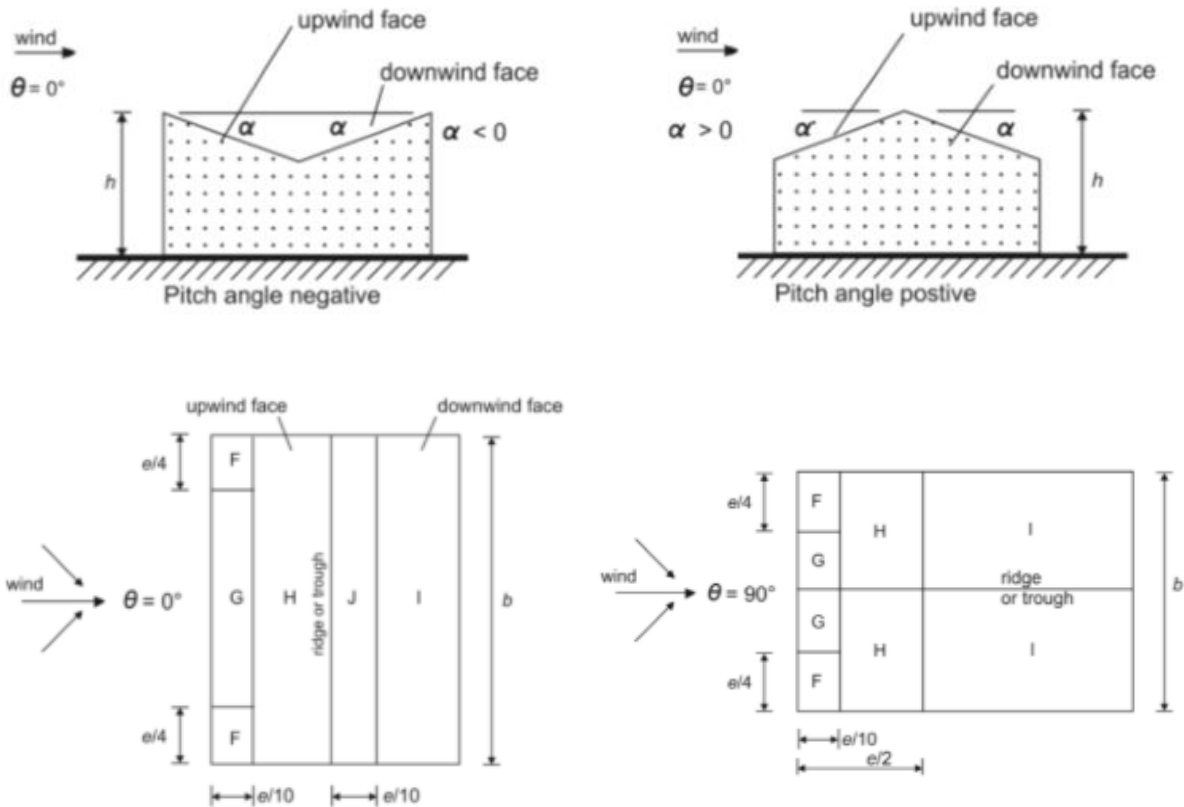 upwind face
wind
downwind face
θ = 0°
α
α
α < 0
h
Pitch angle negative
upwind face
wind
downwind face
θ = 0°
α > 0
α
α
h
Pitch angle postive
upwind face
downwind face
e/4
F
wind
θ = 0°
G
H
ridge or trough
J
I
b
e/4
F
e/10
e/10
e/4
F
H
I
G
wind
θ = 90°
ridge
or trough
b
G
H
I
e/4
F
e/10
e/2